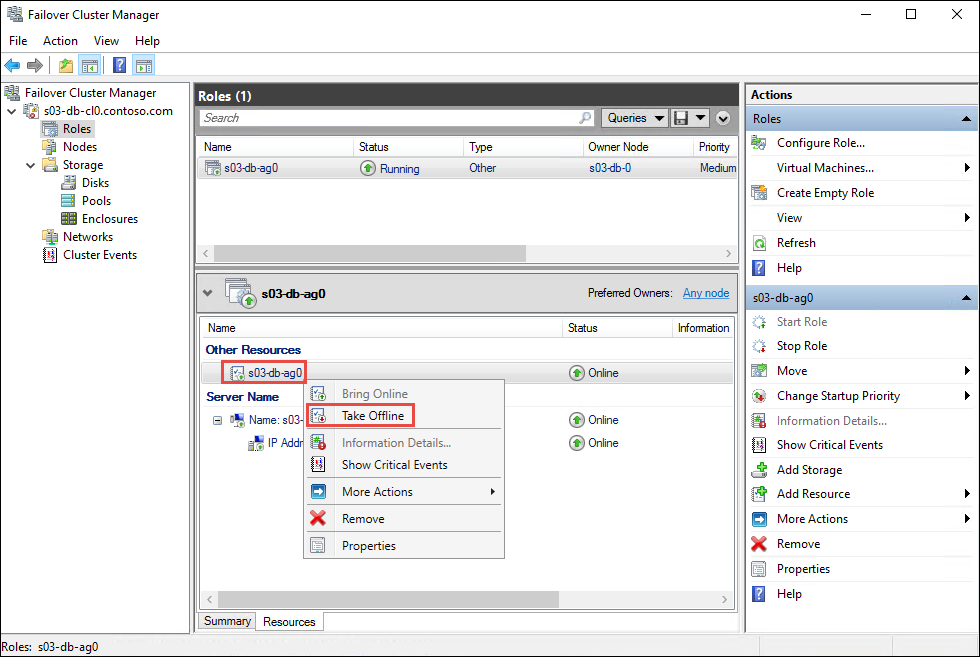 Failover Cluster Manager
File Action View Help
Failover Cluster Manager
s03-db-cl0.contoso.com
Roles
Nodes
Storage
Disks
Pools
Enclosures
Networks
Cluster Events
Roles (1)
Search
Queries
Name Status Type Owner Node Priority
s03-db-ag0 Running Other s03-db-0 Medium
s03-db-ag0 Preferred Owners: Any node
Name Status Information
Other Resources
s03-db-ag0 Online
Server Name
Name: s03- Online
IP Addr Online
Bring Online
Take Offline
Information Details...
Show Critical Events
More Actions
Remove
Properties
Summary Resources
Actions
Roles
Configure Role...
Virtual Machines...
Create Empty Role
View
Refresh
Help
s03-db-ag0
Start Role
Stop Role
Move
Change Startup Priority
Information Details...
Show Critical Events
Add Storage
Add Resource
More Actions
Remove
Properties
Help
Roles: s03-db-ag0